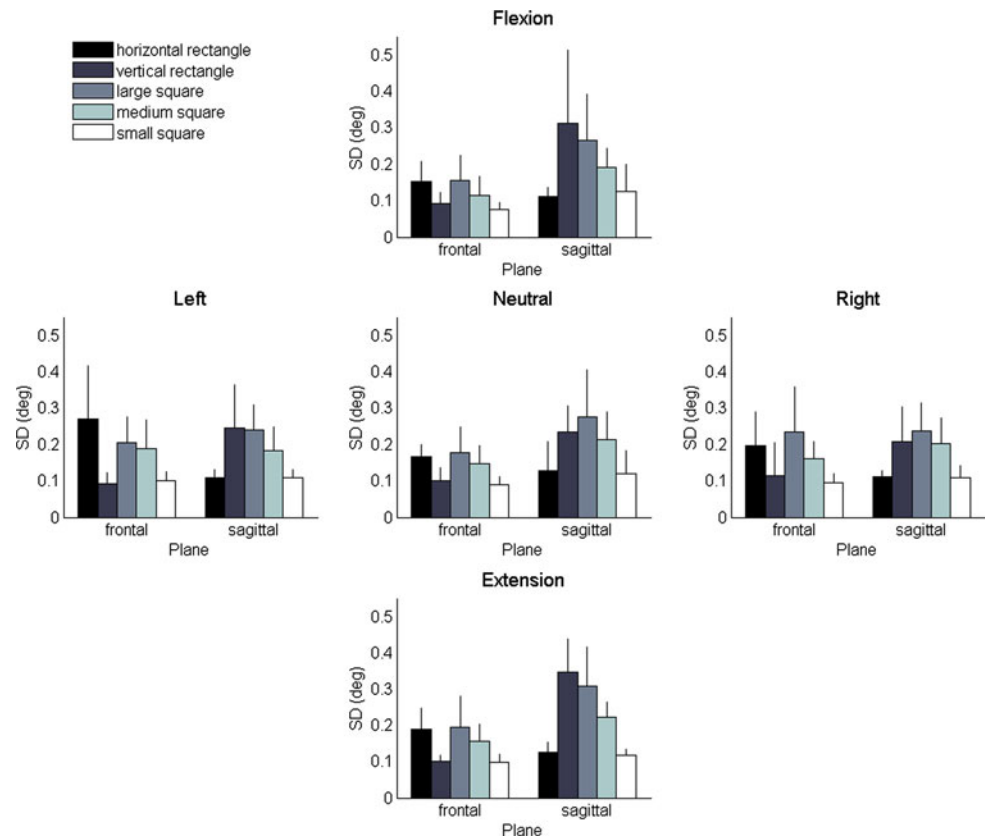 Flexion
horizontal rectangle
vertical rectangle
large square
medium square
small square
SD (deg)
0.5
0.4
0.3
0.2
0.1
0
frontal sagittal
Plane
Left
SD (deg)
0.5
0.4
0.3
0.2
0.1
0
frontal sagittal
Plane
Neutral
SD (deg)
0.5
0.4
0.3
0.2
0.1
0
frontal sagittal
Plane
Right
SD (deg)
0.5
0.4
0.3
0.2
0.1
0
frontal sagittal
Plane
Extension
SD (deg)
0.5
0.4
0.3
0.2
0.1
0
frontal sagittal
Plane